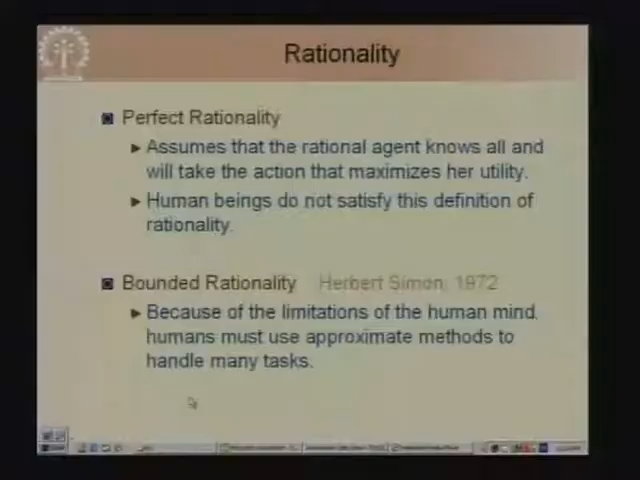 Rationality
Perfect Rationality
Assumes that the rational agent knows all and
will take the action that maximizes her utility.
Human beings do not satisfy this definition of
rationality.
Bounded Rationality Herbert Simon, 1972
Because of the limitations of the human mind,
humans must use approximate methods to
handle many tasks.